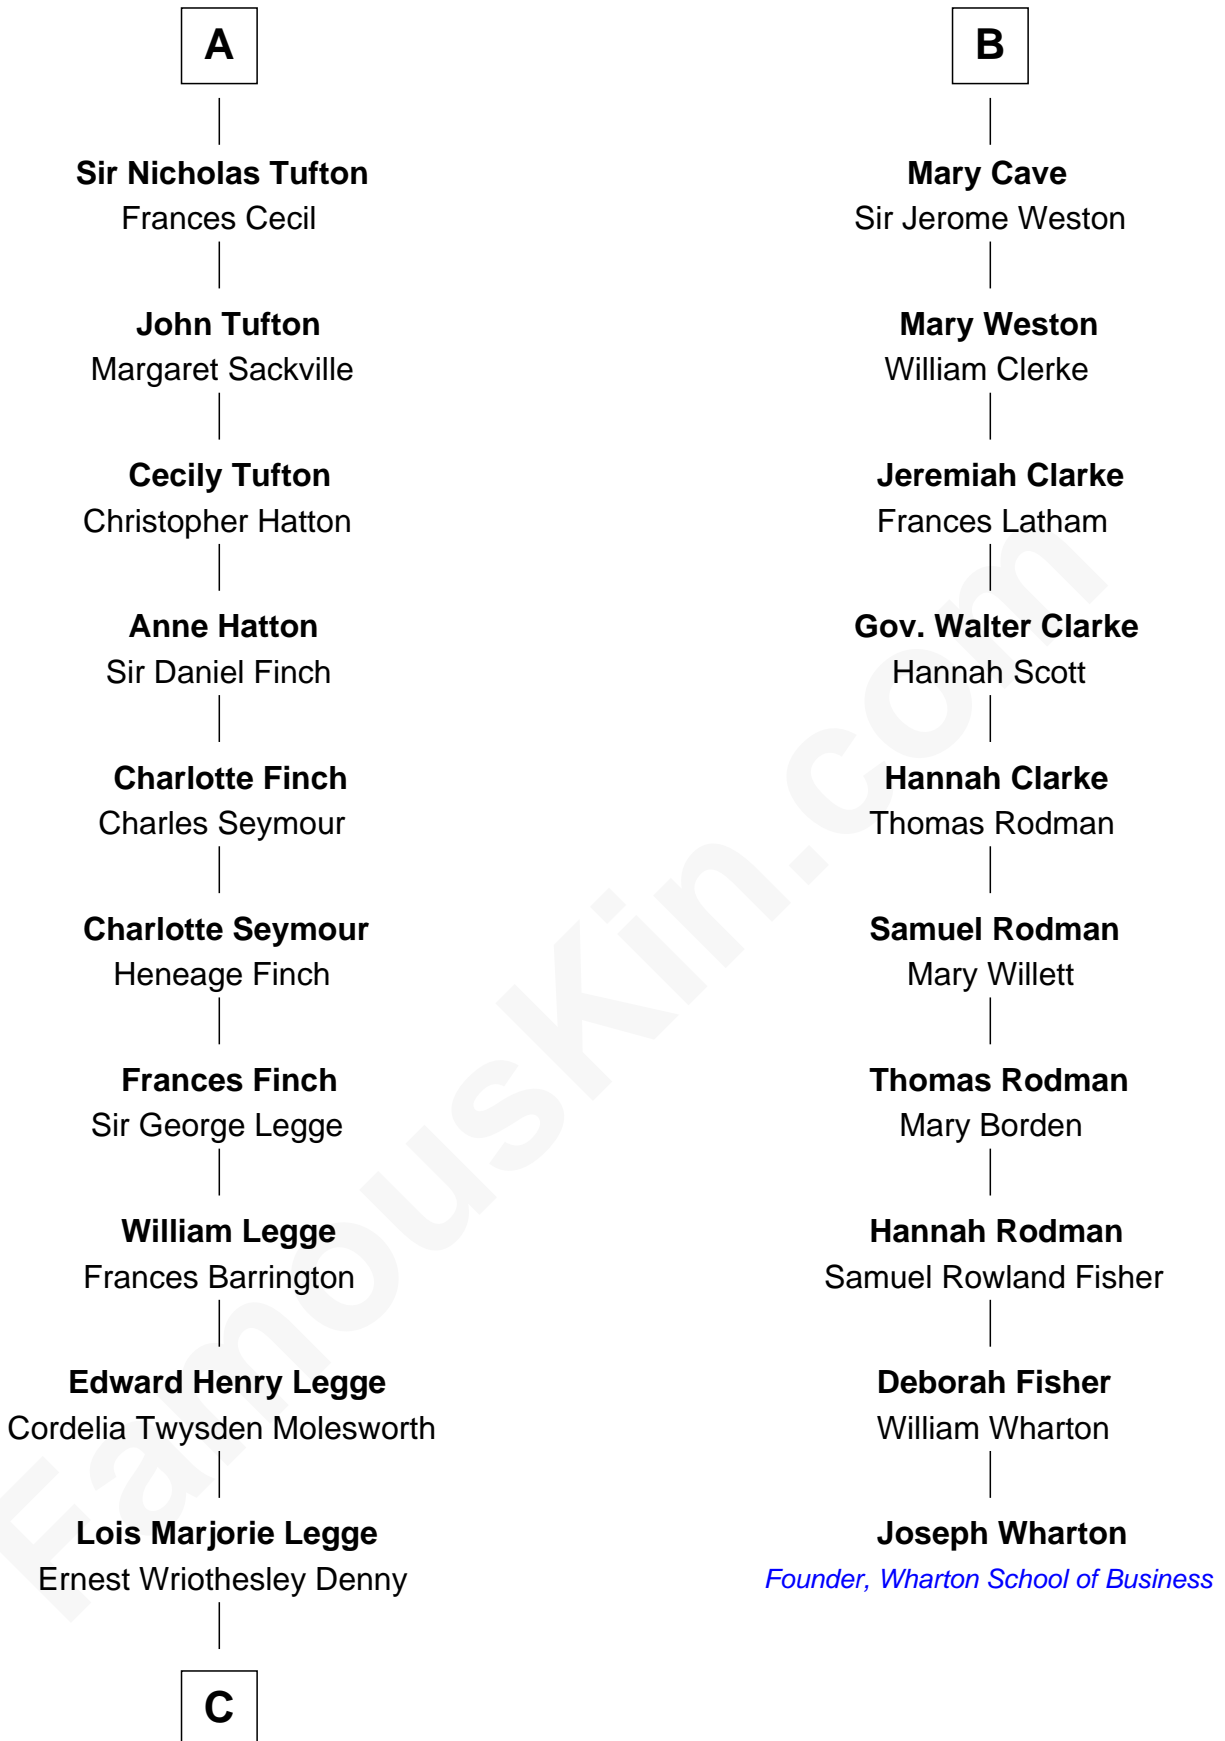 A
Sir Nicholas Tufton
Frances Cecil
John Tufton
Margaret Sackville
Cecily Tufton
Christopher Hatton
Anne Hatton
Sir Daniel Finch
Charlotte Finch
Charles Seymour
Charlotte Seymour
Heneage Finch
Frances Finch
Sir George Legge
William Legge
Frances Barrington
Edward Henry Legge
Cordelia Twysden Molesworth
Lois Marjorie Legge
Ernest Wriothesley Denny
C
B
Mary Cave
Sir Jerome Weston
Mary Weston
William Clerke
Jeremiah Clarke
Frances Latham
Gov. Walter Clarke
Hannah Scott
Hannah Clarke
Thomas Rodman
Samuel Rodman
Mary Willett
Thomas Rodman
Mary Borden
Hannah Rodman
Samuel Rowland Fisher
Deborah Fisher
William Wharton
Joseph Wharton
Founder, Wharton School of Business
FamousKin.com